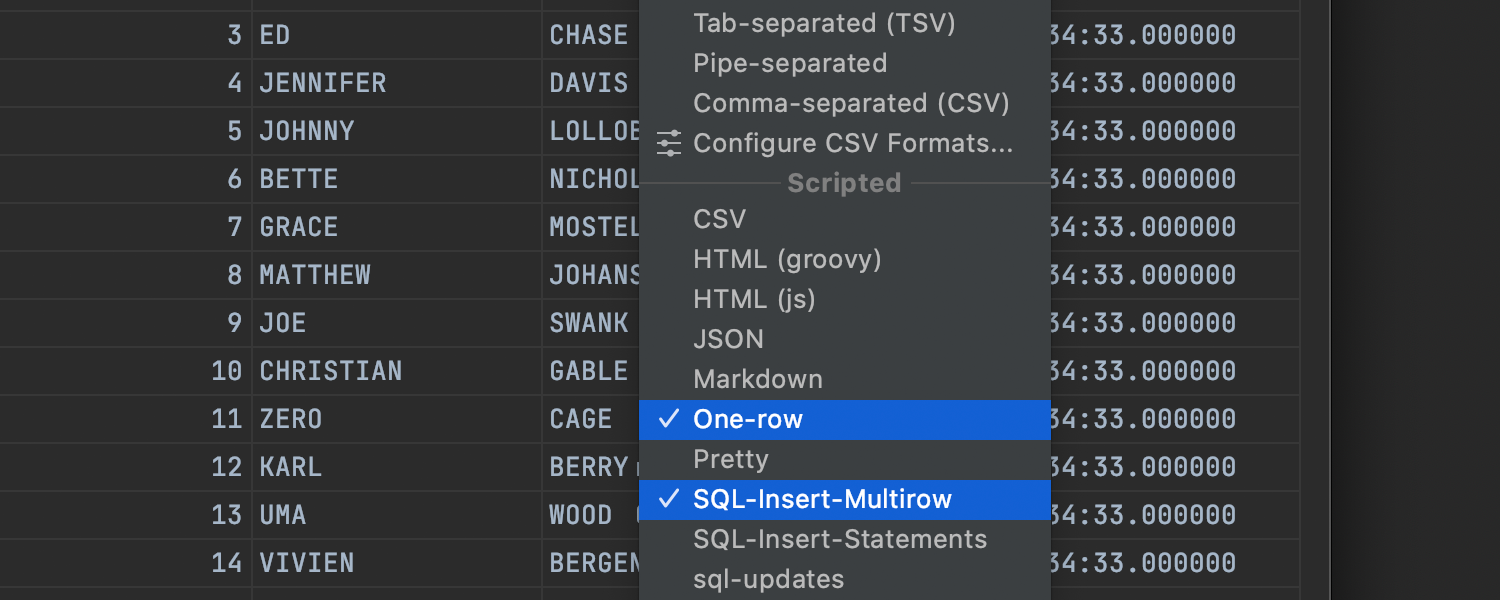 3 ED CHASE 34:33.000000
4 JENNIFER DAVIS 34:33.000000
5 JOHNNY 34:33.000000
6 BETTE 34:33.000000
7 GRACE 34:33.000000
8 MATTHEW 34:33.000000
9 JOE SWANK 34:33.000000
10 CHRISTIAN GABLE 34:33.000000
11 ZERO CAGE 34:33.000000
12 KARL BERRY 34:33.000000
13 UMA WOOD 34:33.000000
14 VIVIEN 34:33.000000
Tab-separated (TSV)
Pipe-separated
Comma-separated (CSV)
Configure CSV Formats...
Scripted
CSV
HTML (groovy)
HTML (js)
JSON
Markdown
One-row
Pretty
SQL-Insert-Multirow
SQL-Insert-Statements
sql-updates